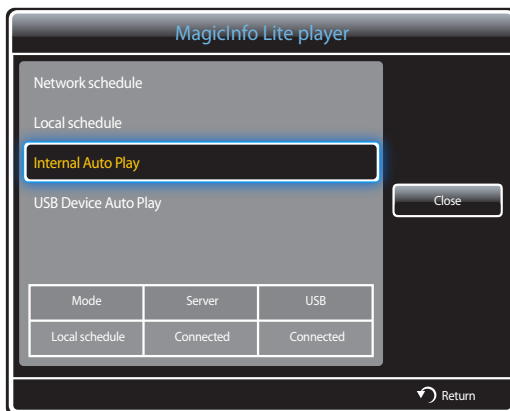 MagicInfo Lite player
Network schedule
Local schedule
Internal Auto Play
USB Device Auto Play
Close
Mode Server USB
Local schedule Connected Connected
Return